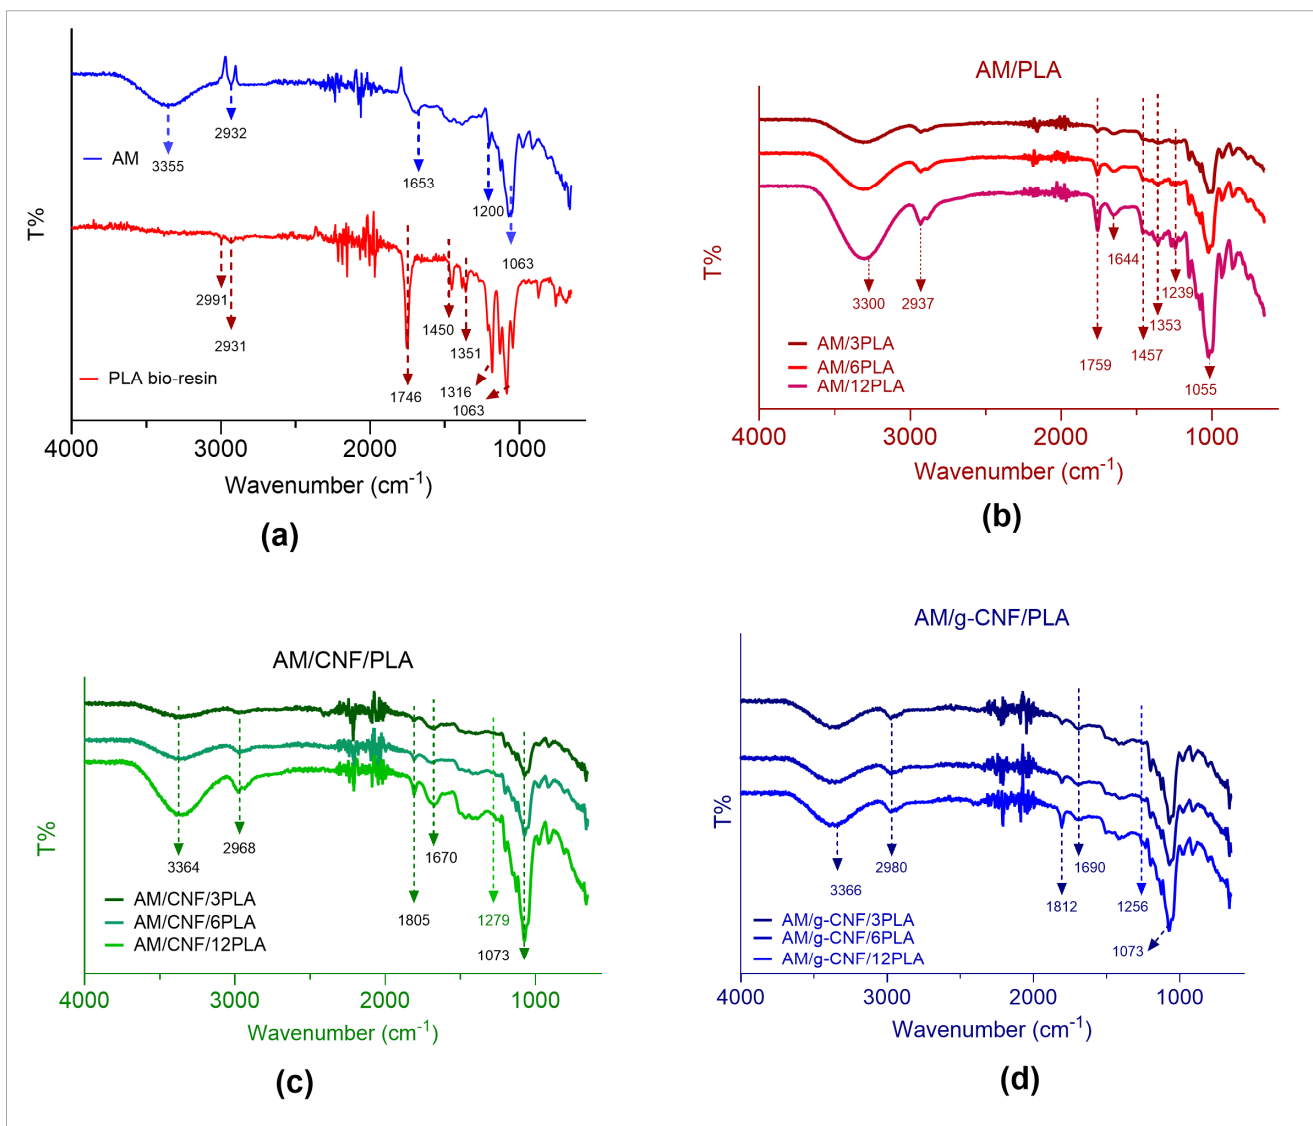 T%
AM
3355
2932
1653
1200
1063
2991
2931
1746
1450
1351
1316
1063
PLA bio-resin
4000 3000 2000 1000
Wavenumber (cm-1)
(a)
AM/PLA
T%
3300
2937
1759
1644
1457
1353
1239
1055
AM/3PLA
AM/6PLA
AM/12PLA
4000 3000 2000 1000
Wavenumber (cm-1)
(b)
AM/CNF/PLA
T%
3364
2968
1805
1670
1279
1073
AM/CNF/3PLA
AM/CNF/6PLA
AM/CNF/12PLA
4000 3000 2000 1000
Wavenumber (cm-1)
(c)
AM/g-CNF/PLA
T%
3366
2980
1812
1690
1256
1073
AM/g-CNF/3PLA
AM/g-CNF/6PLA
AM/g-CNF/12PLA
4000 3000 2000 1000
Wavenumber (cm-1)
(d)